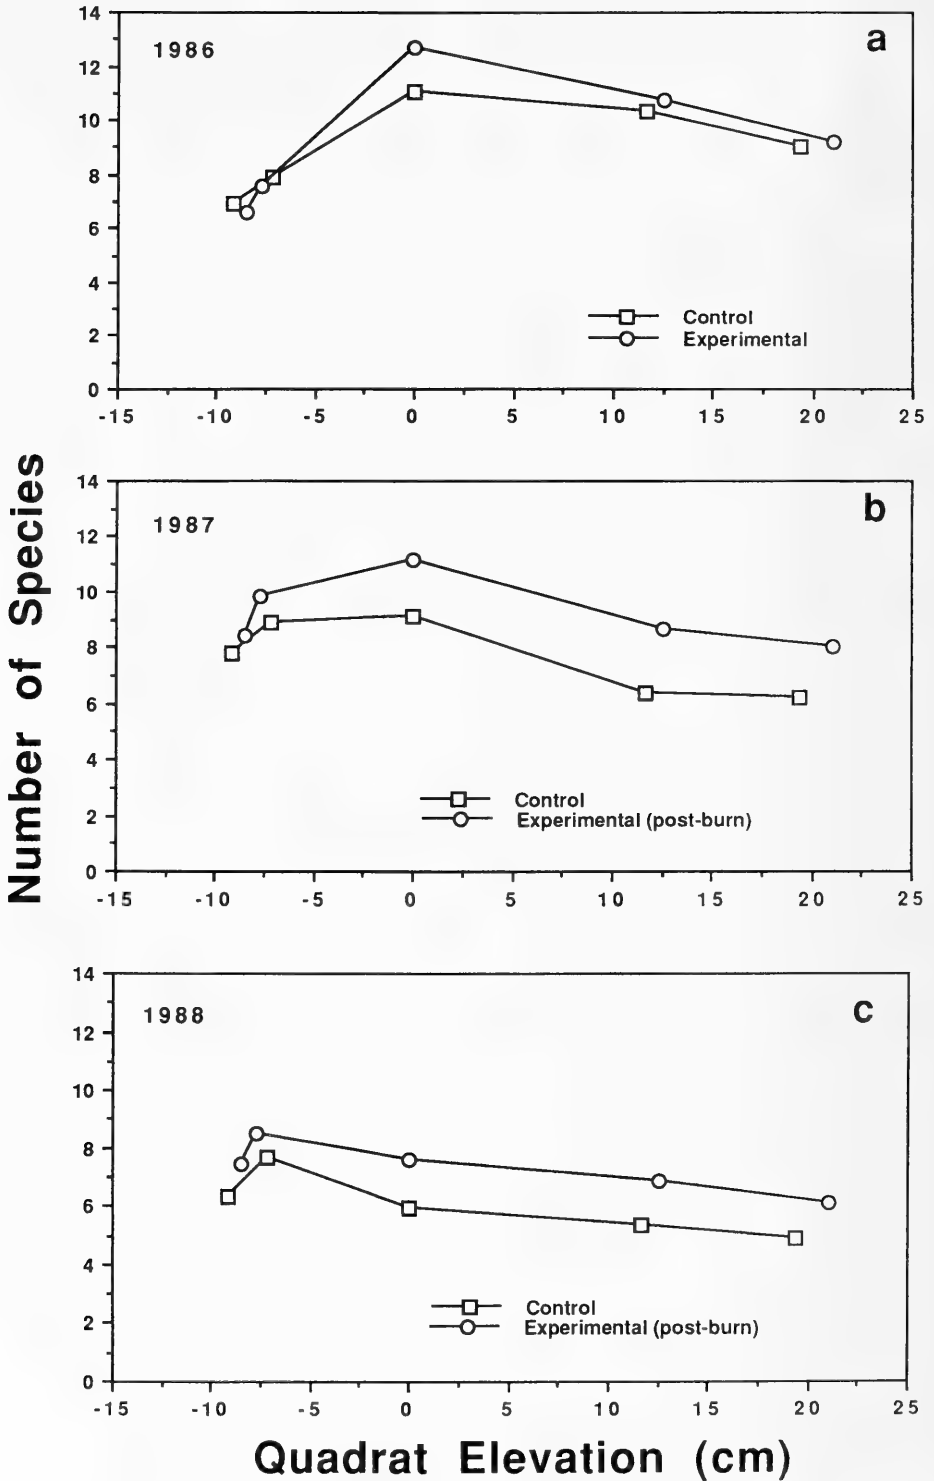 Number of Species
14
12
10
8
6
4
2
0
1986
a
Control
Experimental
-15 -10 -5 0 5 10 15 20 25
14
12
10
8
6
4
2
0
1987
b
Control
Experimental (post-burn)
-15 -10 -5 0 5 10 15 20 25
14
12
10
8
6
4
2
0
1988
c
Control
Experimental (post-burn)
-15 -10 -5 0 5 10 15 20 25
Quadrat Elevation (cm)